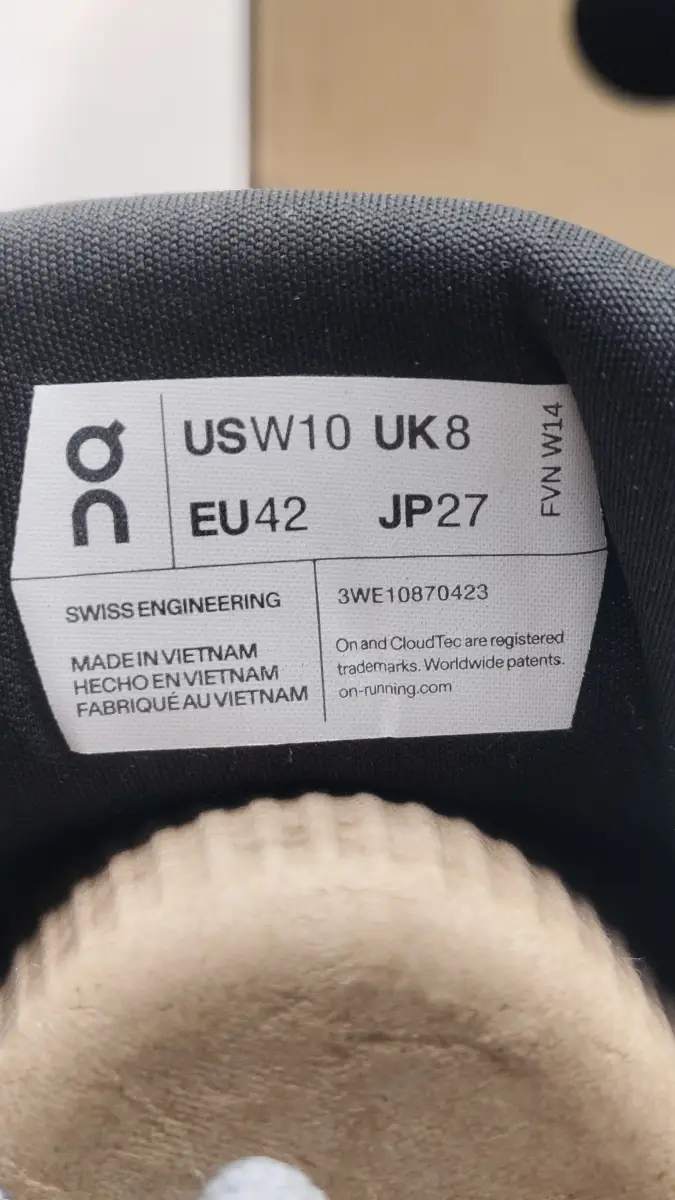 On
USW10 UK8
EU42 JP27
FVN W14
SWISS ENGINEERING
MADE IN VIETNAM
HECHO EN VIETNAM
FABRIQUÉ AU VIETNAM
3WE10870423
On and CloudTec are registered
trademarks. Worldwide patents.
on-running.com